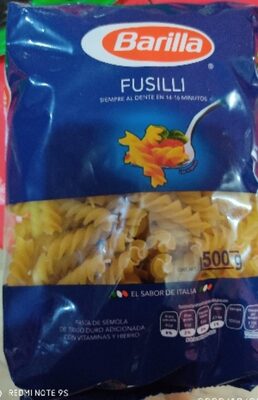 Barilla
FUSILLI
SIEMPRE AL DENTE EN 14-16 MINUTOS
500g
EL SABOR DE ITALIA
PASTA DE SÉMOLA
DE TRIGO DURO ADICIONADA
CON VITAMINAS Y HIERRO
REDMI NOTE 9S